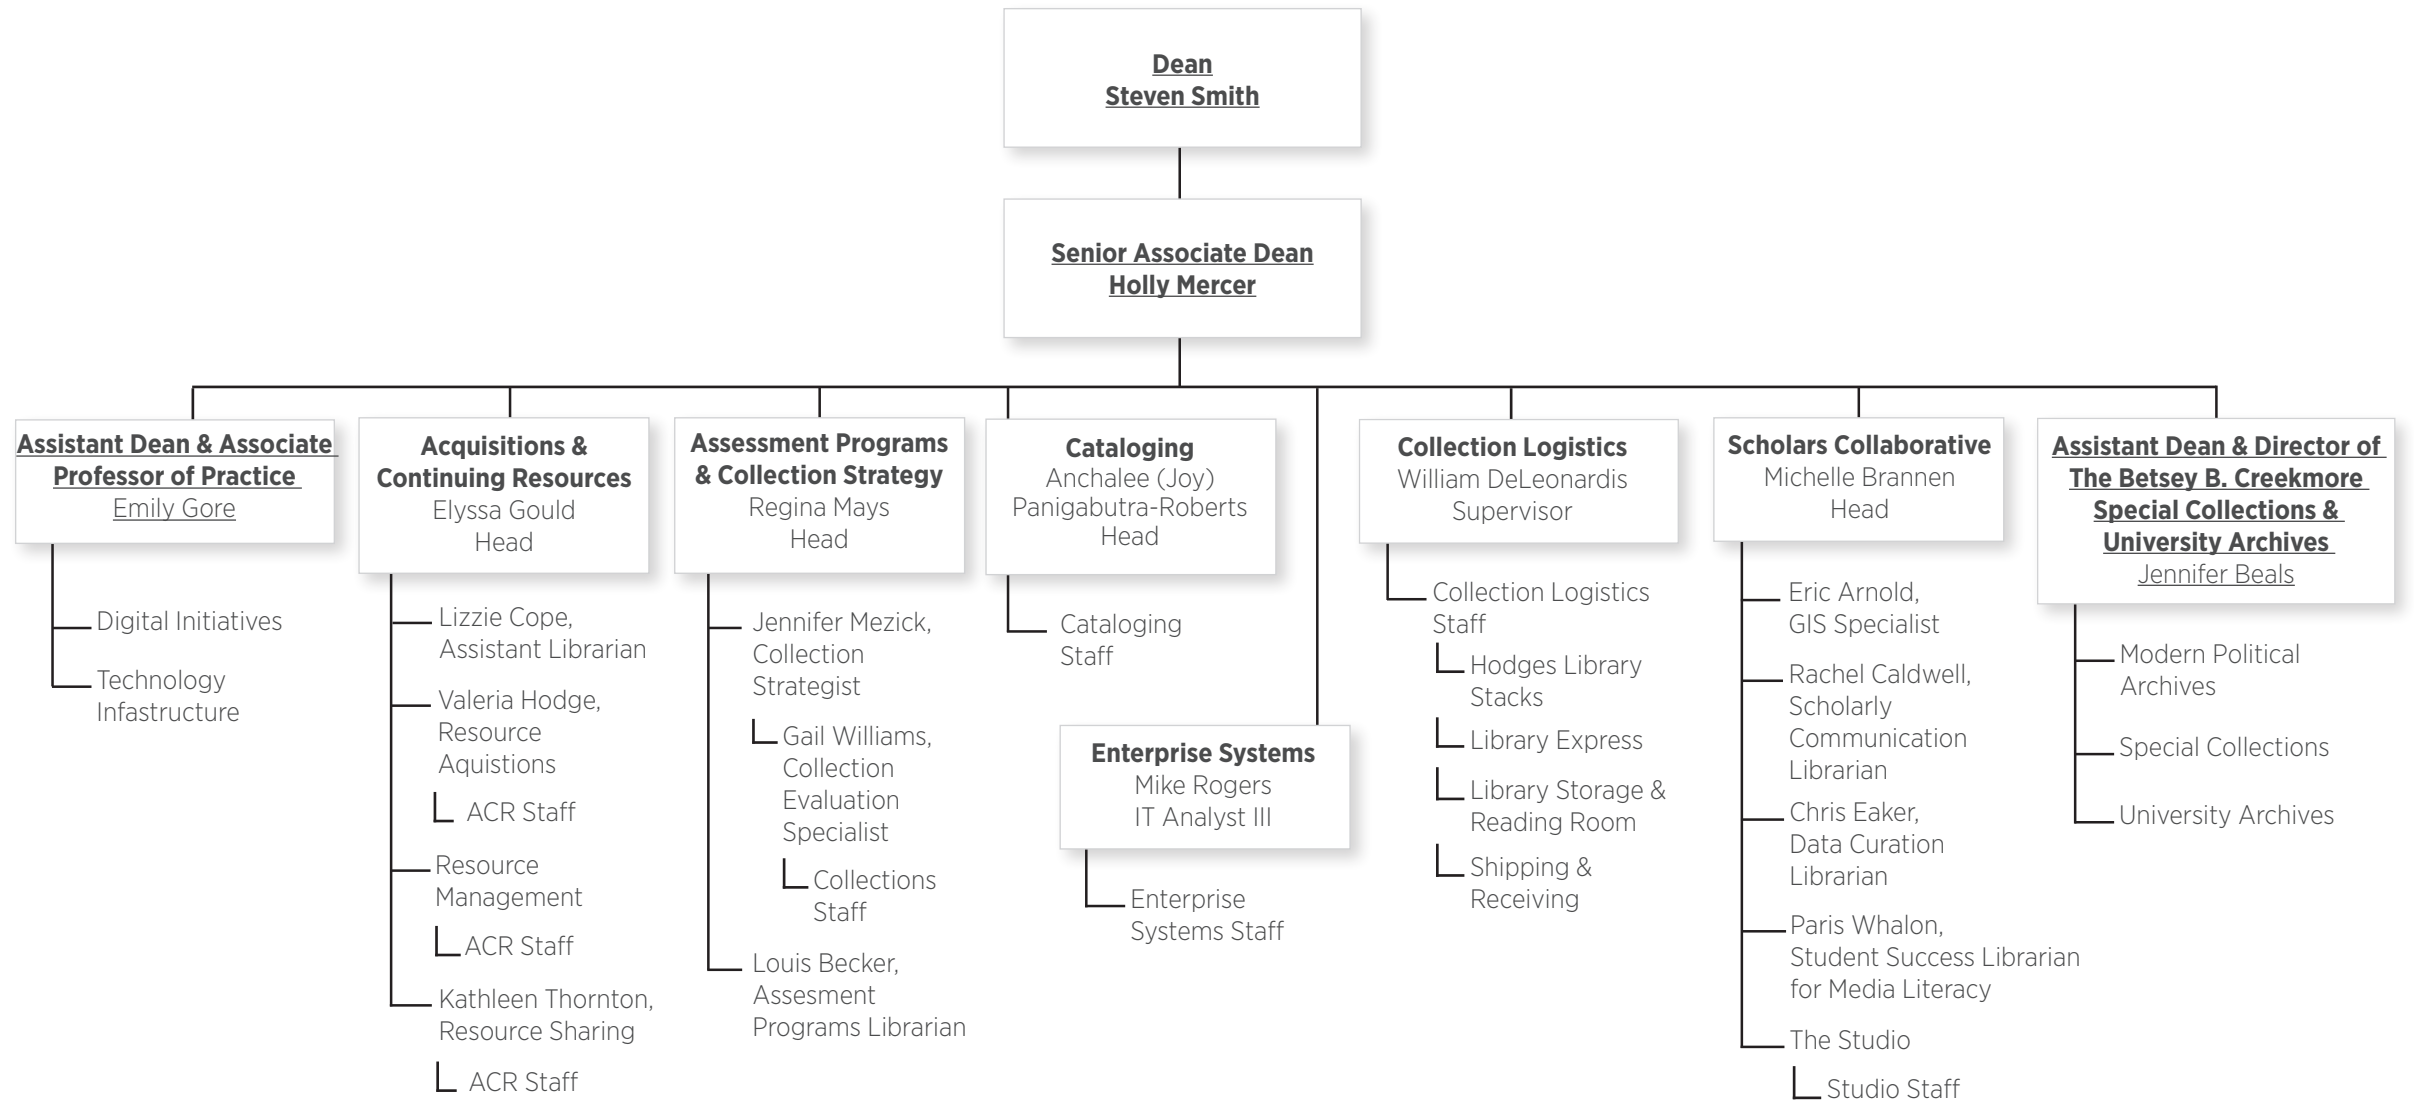 Dean
Steven Smith
Senior Associate Dean
Holly Mercer
Assistant Dean & Associate
Professor of Practice
Emily Gore
Digital Initiatives
Technology
Infastructure
Acquisitions &
Continuing Resources
Elyssa Gould
Head
Lizzie Cope,
Assistant Librarian
Valeria Hodge,
Resource
Aquistions
ACR Staff
Resource
Management
ACR Staff
Kathleen Thornton,
Resource Sharing
ACR Staff
Assessment Programs
& Collection Strategy
Regina Mays
Head
Jennifer Mezick,
Collection
Strategist
Gail Williams,
Collection
Evaluation
Specialist
Collections
Staff
Louis Becker,
Assesment
Programs Librarian
Cataloging
Anchalee (Joy)
Panigabutra-Roberts
Head
Cataloging
Staff
Enterprise Systems
Mike Rogers
IT Analyst III
Enterprise
Systems Staff
Collection Logistics
William DeLeonardis
Supervisor
Collection Logistics
Staff
Hodges Library
Stacks
Library Express
Library Storage &
Reading Room
Shipping &
Receiving
Scholars Collaborative
Michelle Brannen
Head
Eric Arnold,
GIS Specialist
Rachel Caldwell,
Scholarly
Communication
Librarian
Chris Eaker,
Data Curation
Librarian
Paris Whalon,
Student Success Librarian
for Media Literacy
The Studio
Studio Staff
Assistant Dean & Director of
The Betsey B. Creekmore
Special Collections &
University Archives
Jennifer Beals
Modern Political
Archives
Special Collections
University Archives